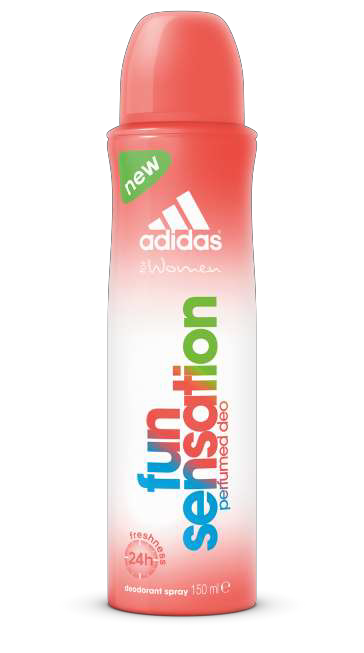 new
adidas
for Women
fun
sensation
perfumed deo
freshness
24h
deodorant spray 150 ml ℮